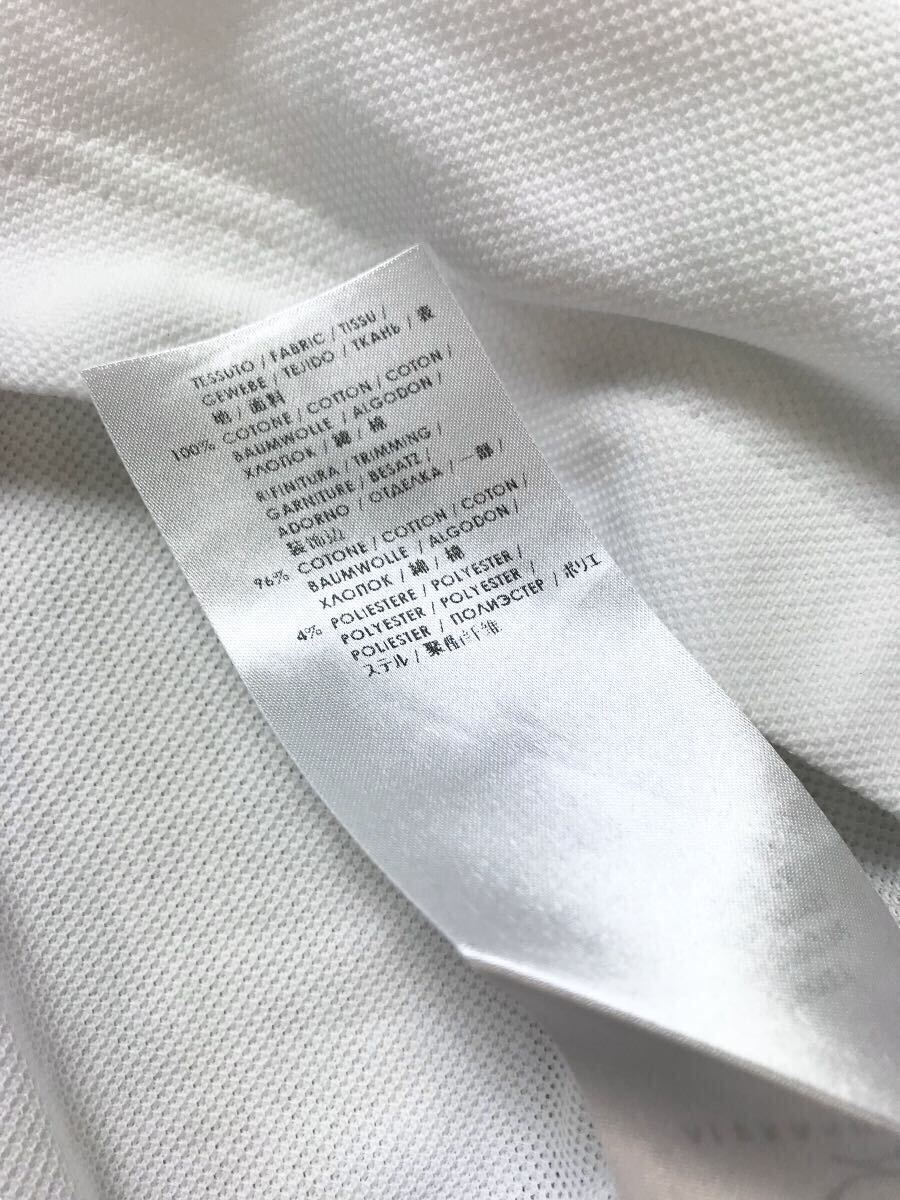 TESSUTO / FABRIC / TISSU /
GEWEBE / TEJIDO / ТКАНЬ / 表
地 / 面料
100% COTONE / COTTON / COTON /
BAUMWOLLE / ALGODON /
ХЛОПОК / 綿 / 棉
RIFINITURA / TRIMMING /
GARNITURE / BESATZ /
ADORNO / ОТДЕЛКА / 一部 /
装饰边
96% COTONE / COTTON / COTON /
BAUMWOLLE / ALGODON /
ХЛОПОК / 綿 / 棉
4% POLIESTERE / POLYESTER /
POLYESTER / POLYESTER /
POLIESTER / ПОЛИЭСТЕР / ポリエ
ステル / 聚酯纤维